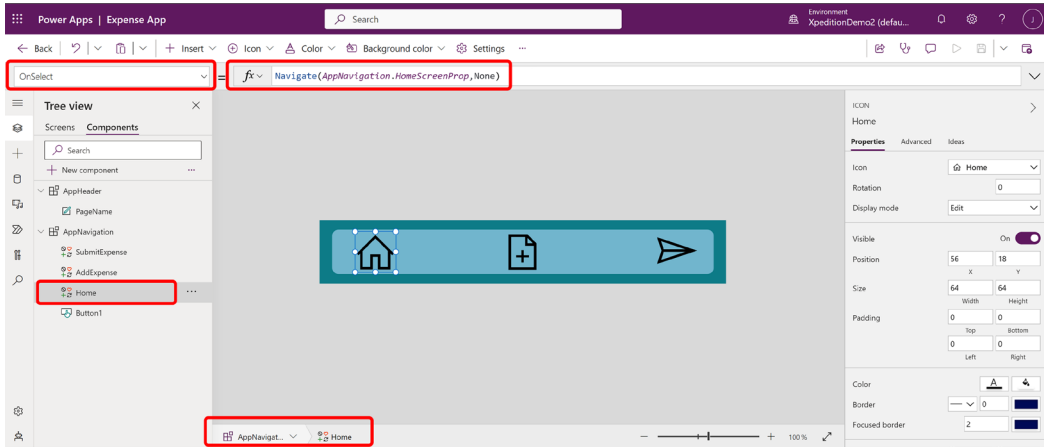 Power Apps | Expense App
Search
Environment
XpeditionDemo2 (defau...
?
J
Back
Insert
Icon
Color
Background color
Settings
...
OnSelect
=
fx
Navigate(AppNavigation.HomeScreenProp,None)
Tree view
Screens
Components
Search
New component
...
AppHeader
PageName
AppNavigation
SubmitExpense
AddExpense
Home
...
Button1
AppNavigat...
Home
100 %
ICON
Home
Properties
Advanced
Ideas
Icon
Home
Rotation
0
Display mode
Edit
Visible
On
Position
56
18
X
Y
Size
64
64
Width
Height
Padding
0
0
Top
Bottom
0
0
Left
Right
Color
A
Border
0
Focused border
2